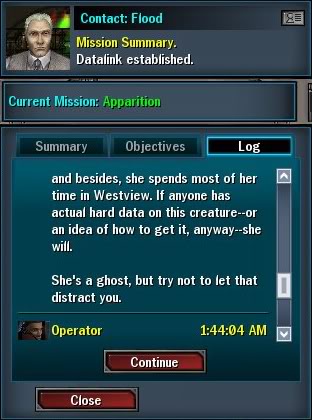 Contact: Flood
Mission Summary.
Datalink established.
Current Mission: Apparition
Summary
Objectives
Log
and besides, she spends most of her
time in Westview. If anyone has
actual hard data on this creature--or
an idea of how to get it, anyway--she
will.
She's a ghost, but try not to let that
distract you.
Operator
1:44:04 AM
Continue
Close